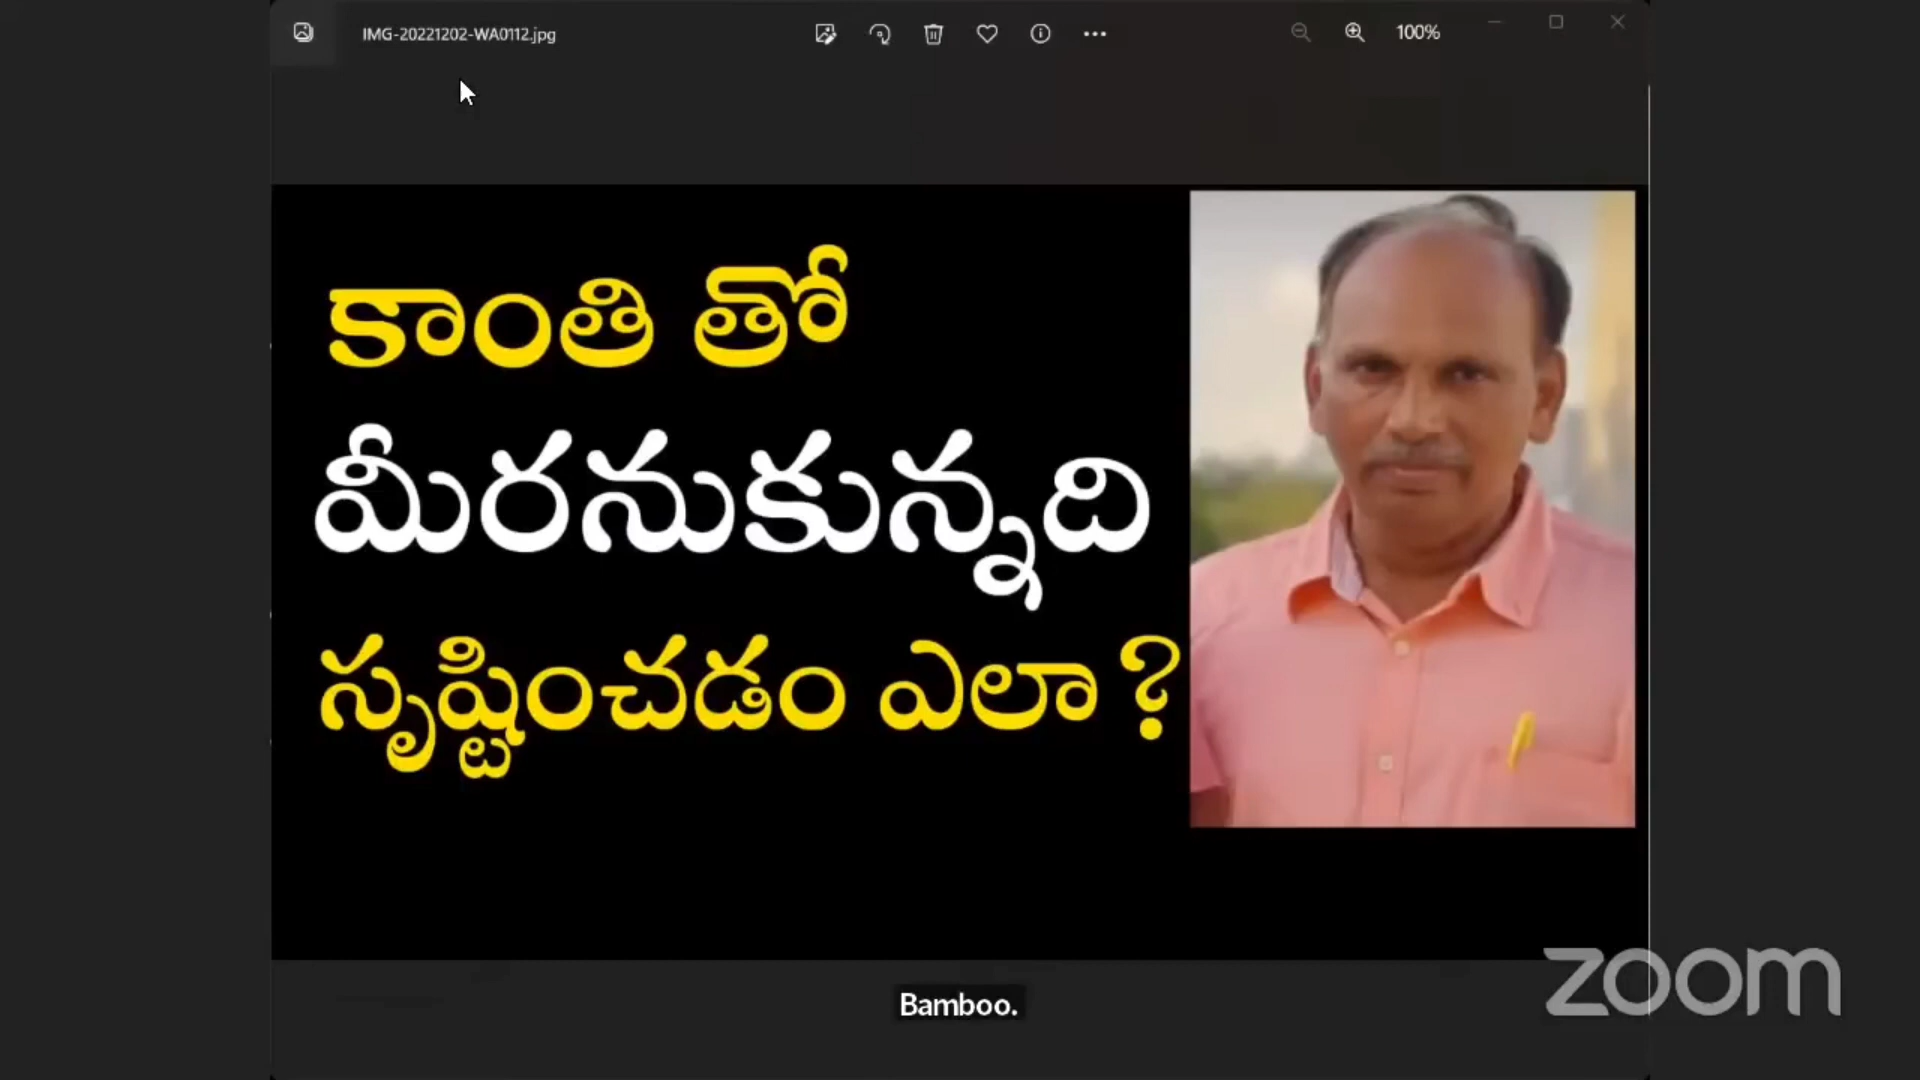 IMG-20221202-WA0112.jpg
100%
కాంతి తో
మీరనుకున్నది
సృష్టించడం ఎలా ?
Bamboo.
zoom